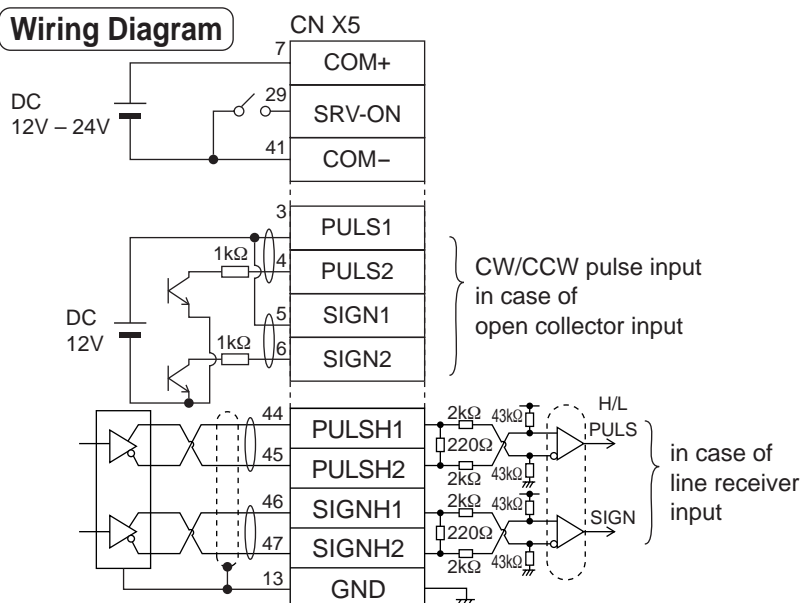 Wiring Diagram
CN X5
7
COM+
DC
12V – 24V
29
SRV-ON
41
COM–
3
PULS1
1kΩ
4
PULS2
CW/CCW pulse input
in case of
open collector input
DC
12V
5
SIGN1
1kΩ
6
SIGN2
44
PULSH1
2kΩ
43kΩ
H/L
PULS
220Ω
45
PULSH2
2kΩ
43kΩ
in case of
line receiver
input
46
SIGNH1
2kΩ
43kΩ
SIGN
220Ω
47
SIGNH2
2kΩ
43kΩ
13
GND